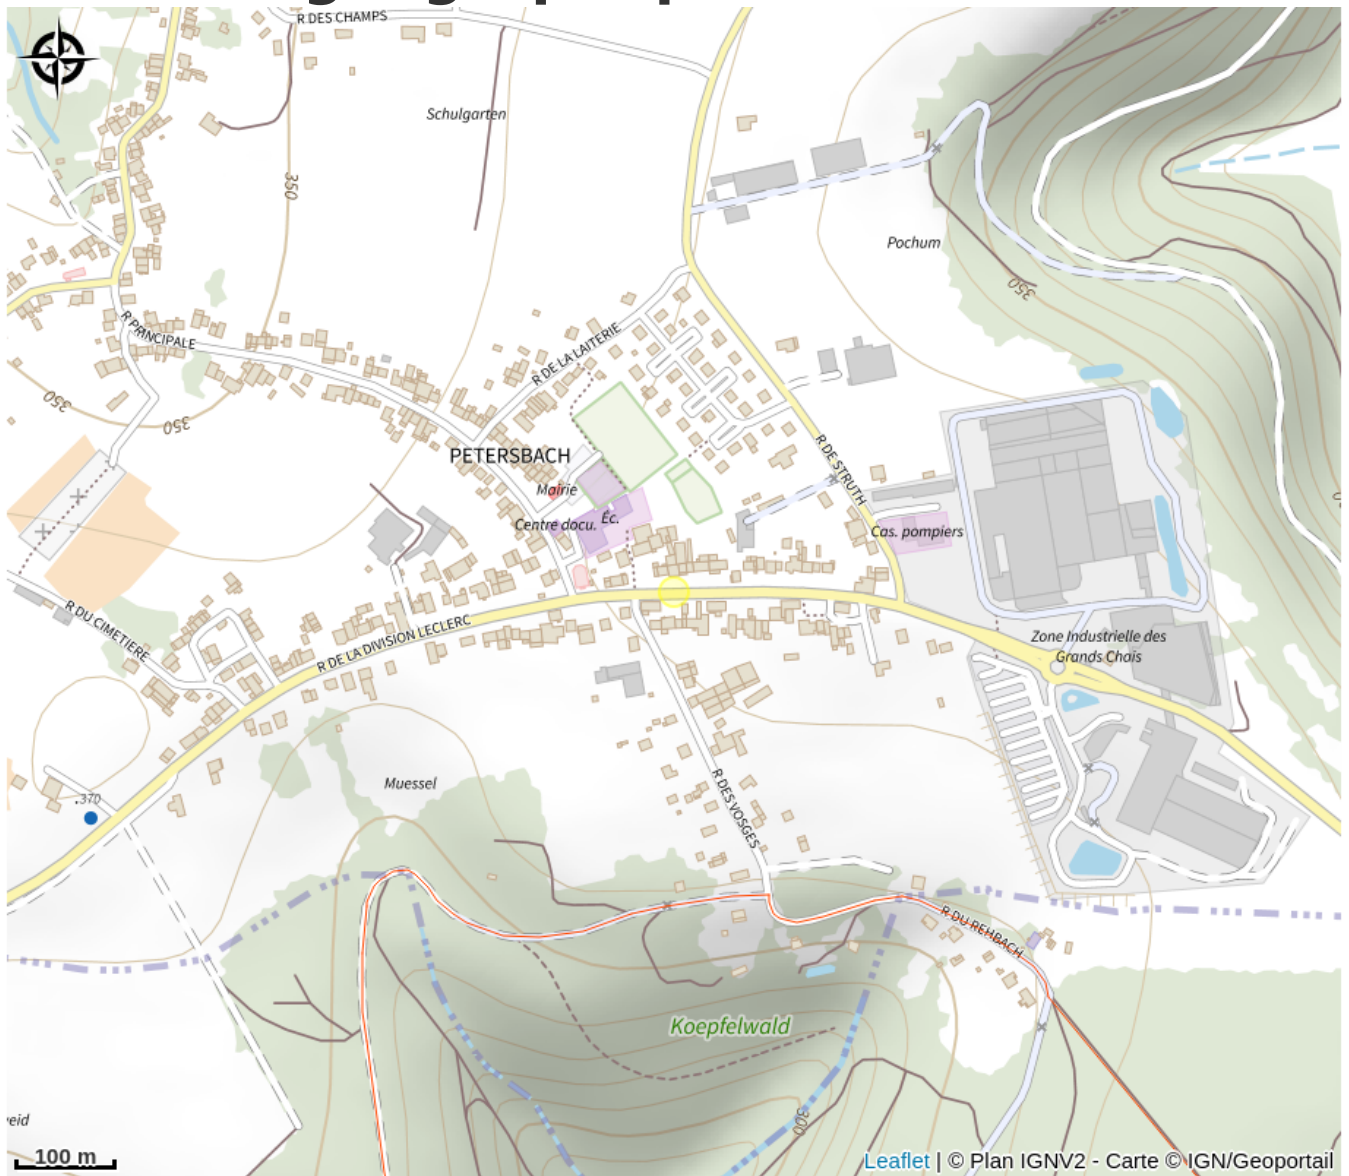 R DES CHAMPS
Schulgarten
350
Pochum
350
R PRINCIPALE
R DE LA LAITERIE
350
350
PETERSBACH
R DE STRUTH
Mairie
Centre docu.
Éc.
Cas. pompiers
R DU CIMETIERE
R DE LA DIVISION LECLERC
Zone Industrielle des
Grands Chais
Muessel
.370
R DES VOSGES
R DU REHBACH
Koepfelwald
300
eid
100 m
Leaflet | © Plan IGNV2 - Carte © IGN/Geoportail